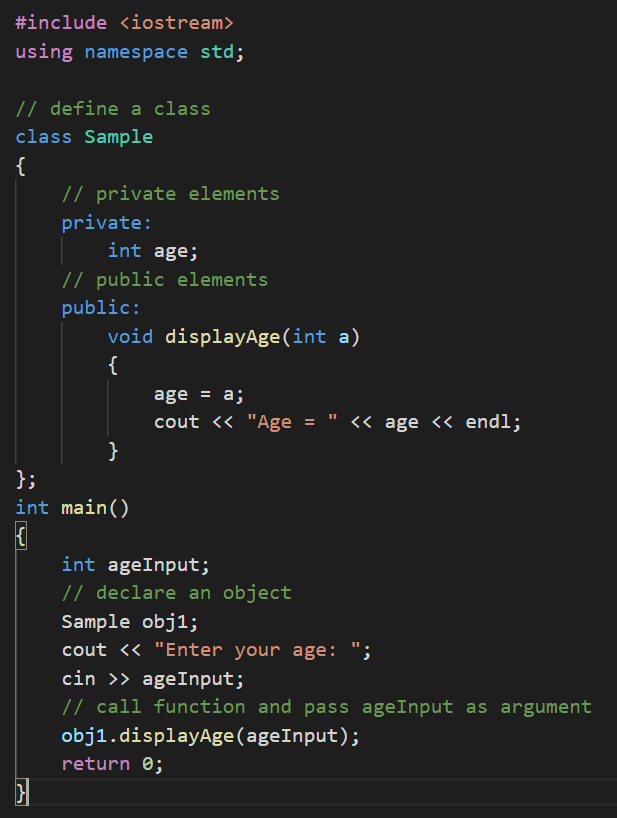 #include <iostream>
using namespace std;
// define a class
class Sample
{
// private elements
private:
int age;
// public elements
public:
void displayAge(int a)
{
age = a;
cout << "Age = " << age << endl;
}
};
int main()
{
int ageInput;
// declare an object
Sample obj1;
cout << "Enter your age: ";
cin >> ageInput;
// call function and pass ageInput as argument
obj1.displayAge(ageInput);
return 0;
}